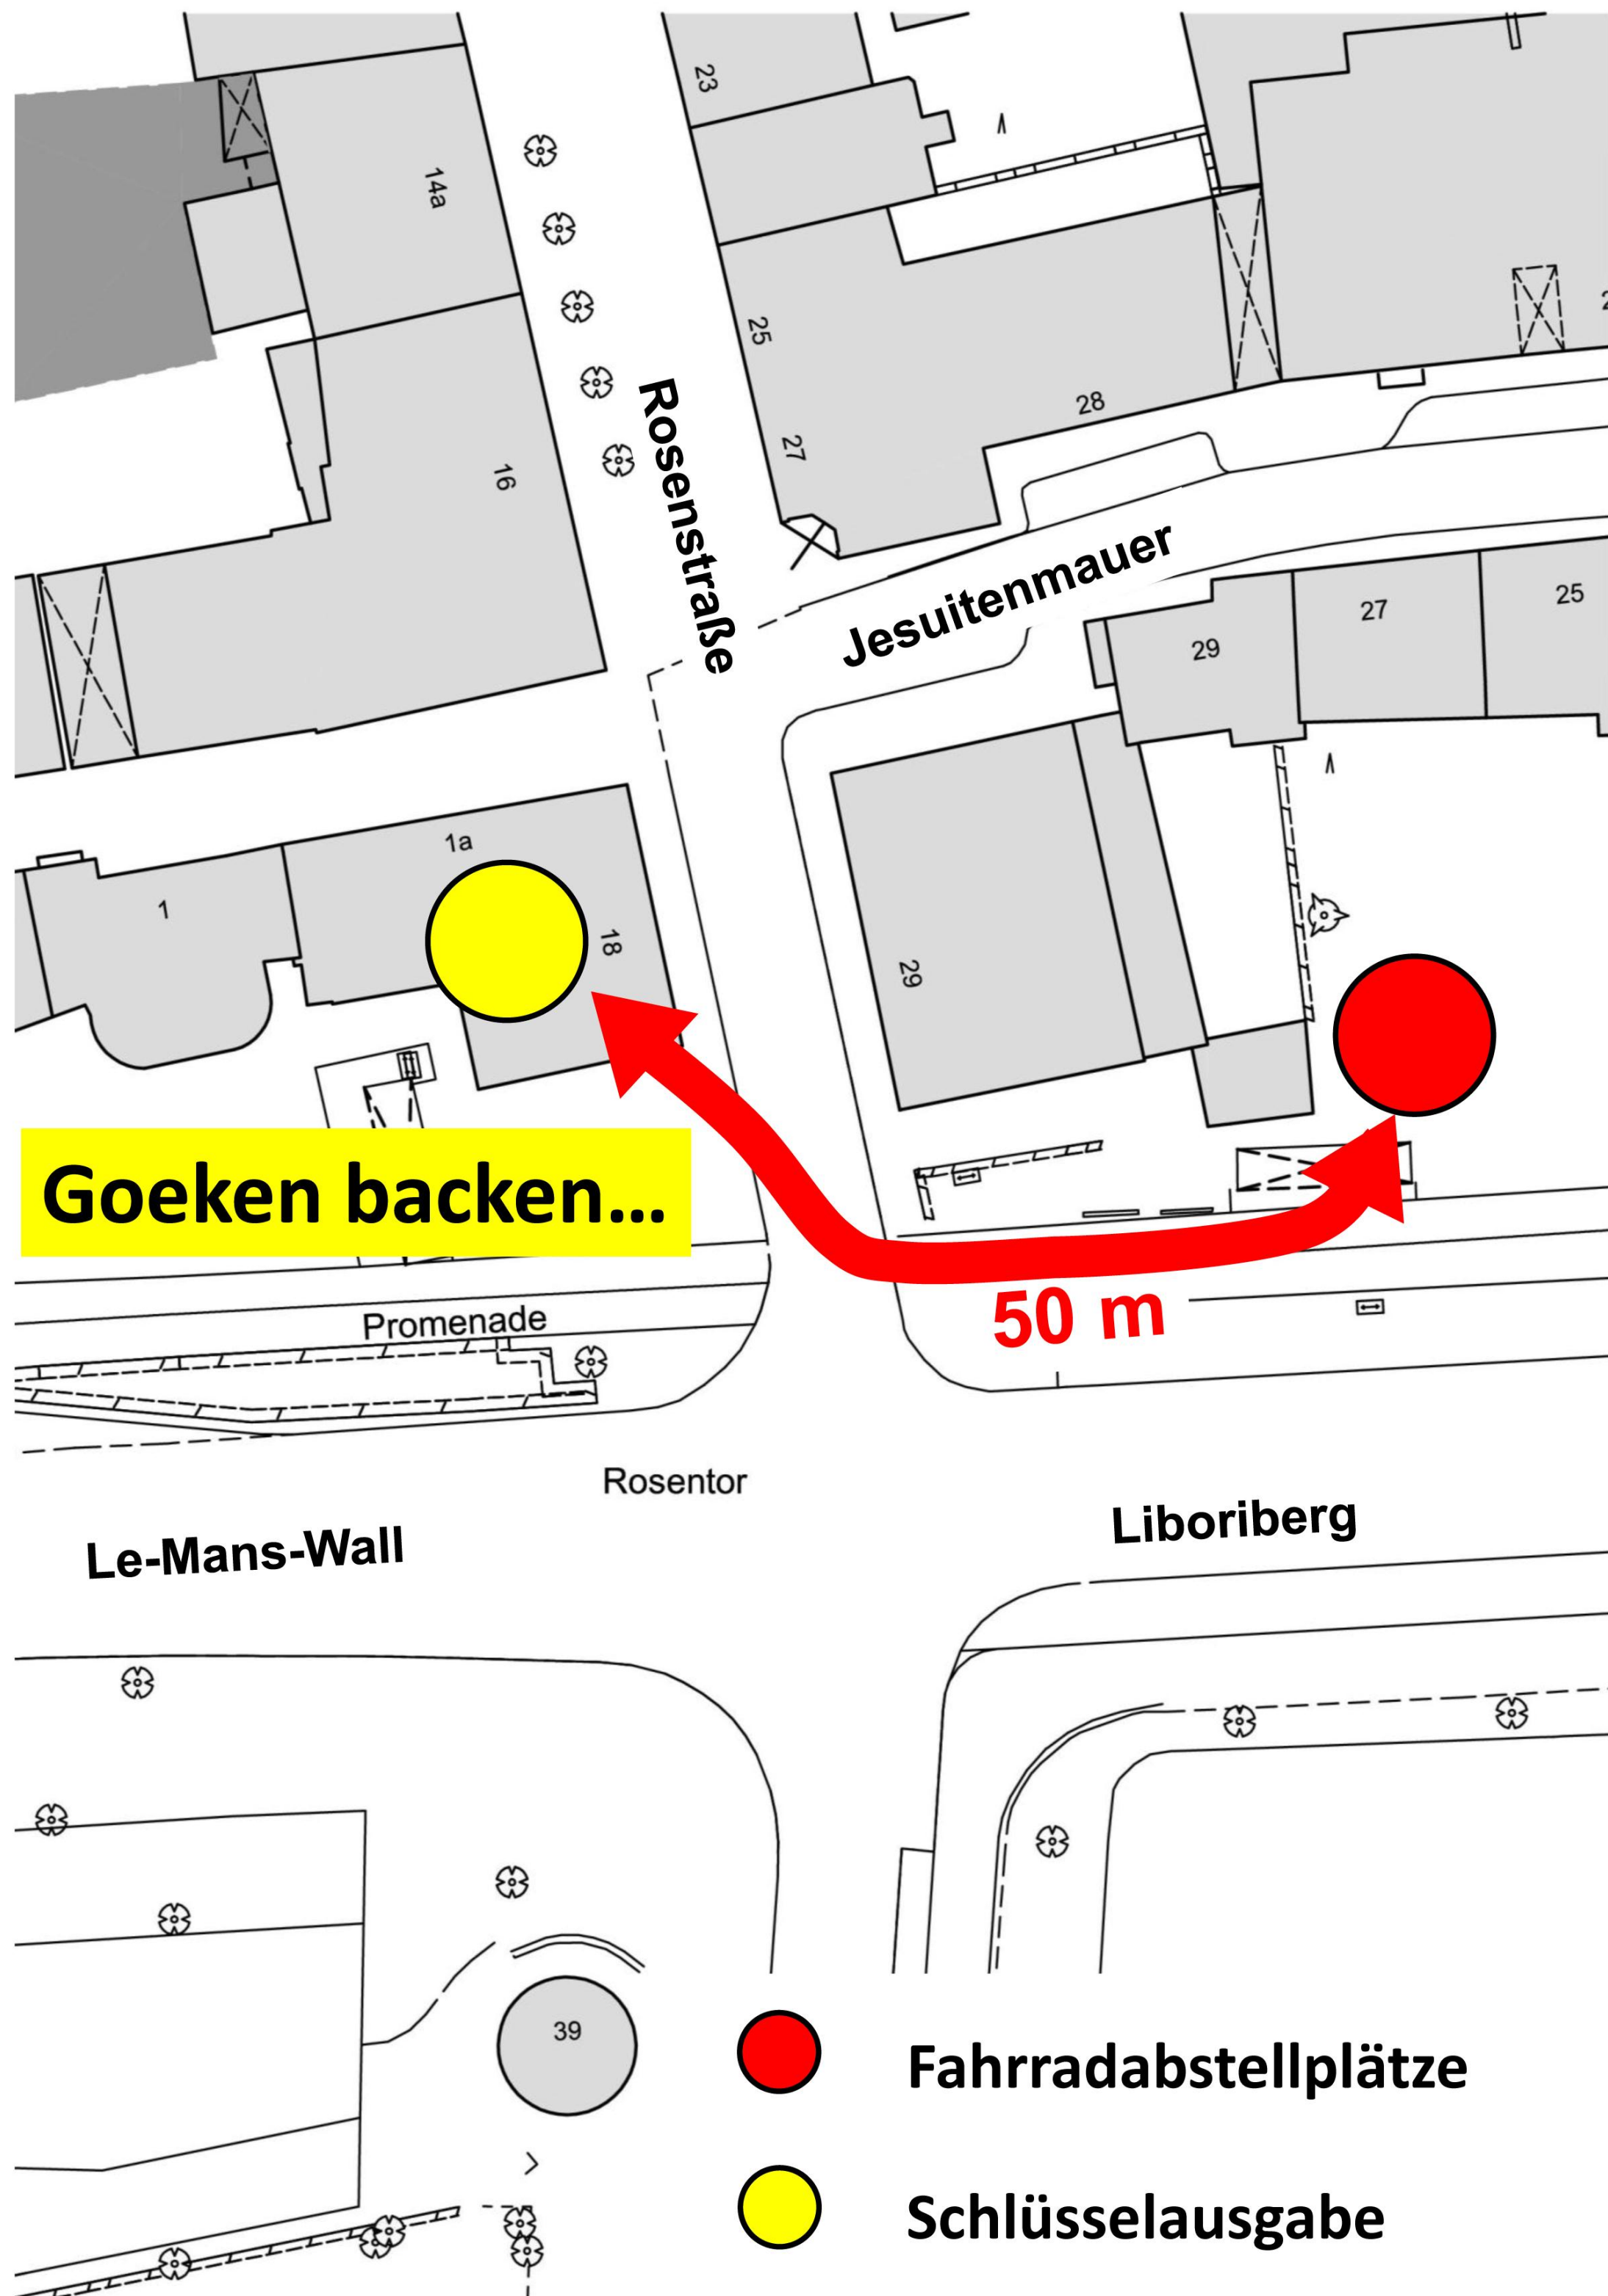 23
14a
25
2
Rosenstraße
28
27
16
Jesuitenmauer
25
27
29
1a
1
18
29
Goeken backen...
50 m
Promenade
Rosentor
Liboriberg
Le-Mans-Wall
39
Fahrradabstellplätze
Schlüsselausgabe